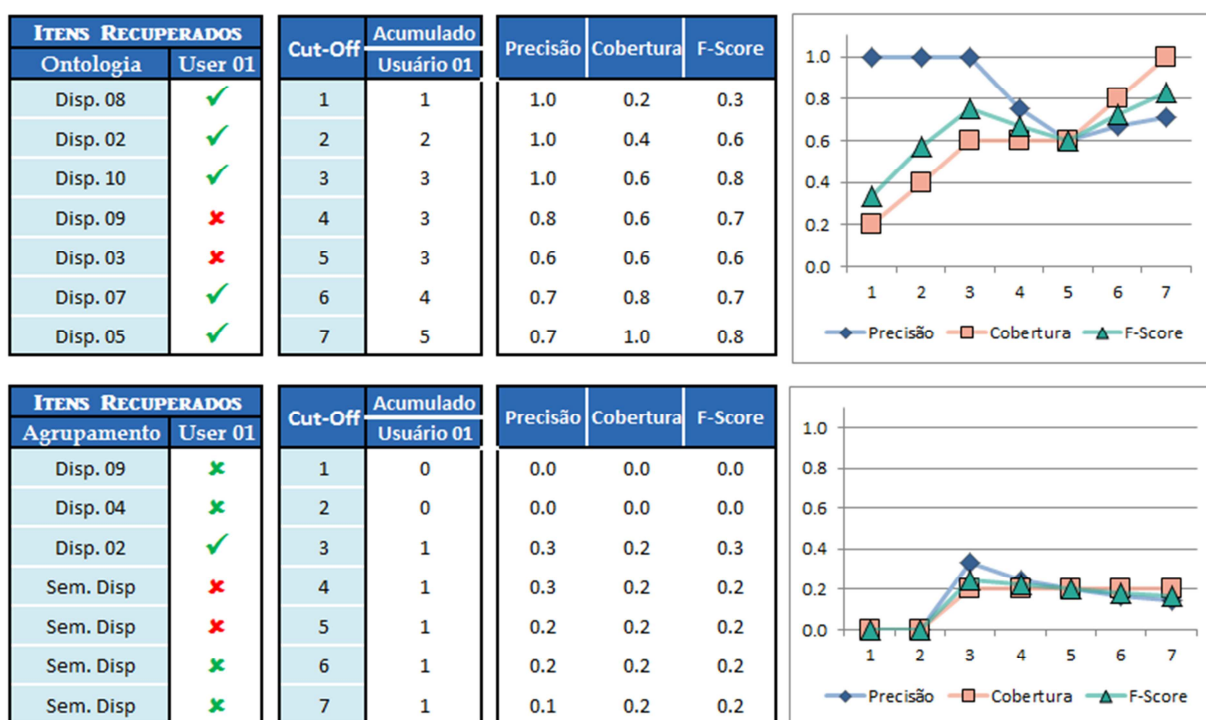 ITENS RECUPERADOS
Ontologia User 01
Cut-Off
Acumulado
Usuário 01
Precisão Cobertura F-Score
Disp. 08 ✓ 1 1 1.0 0.2 0.3
Disp. 02 ✓ 2 2 1.0 0.4 0.6
Disp. 10 ✓ 3 3 1.0 0.6 0.8
Disp. 09 ✘ 4 3 0.8 0.6 0.7
Disp. 03 ✘ 5 3 0.6 0.6 0.6
Disp. 07 ✓ 6 4 0.7 0.8 0.7
Disp. 05 ✓ 7 5 0.7 1.0 0.8
1.0
0.8
0.6
0.4
0.2
0.0
1 2 3 4 5 6 7
Precisão Cobertura F-Score
ITENS RECUPERADOS
Agrupamento User 01
Cut-Off
Acumulado
Usuário 01
Precisão Cobertura F-Score
Disp. 09 ✘ 1 0 0.0 0.0 0.0
Disp. 04 ✘ 2 0 0.0 0.0 0.0
Disp. 02 ✓ 3 1 0.3 0.2 0.3
Sem. Disp ✘ 4 1 0.3 0.2 0.2
Sem. Disp ✘ 5 1 0.2 0.2 0.2
Sem. Disp ✘ 6 1 0.2 0.2 0.2
Sem. Disp ✘ 7 1 0.1 0.2 0.2
1.0
0.8
0.6
0.4
0.2
0.0
1 2 3 4 5 6 7
Precisão Cobertura F-Score